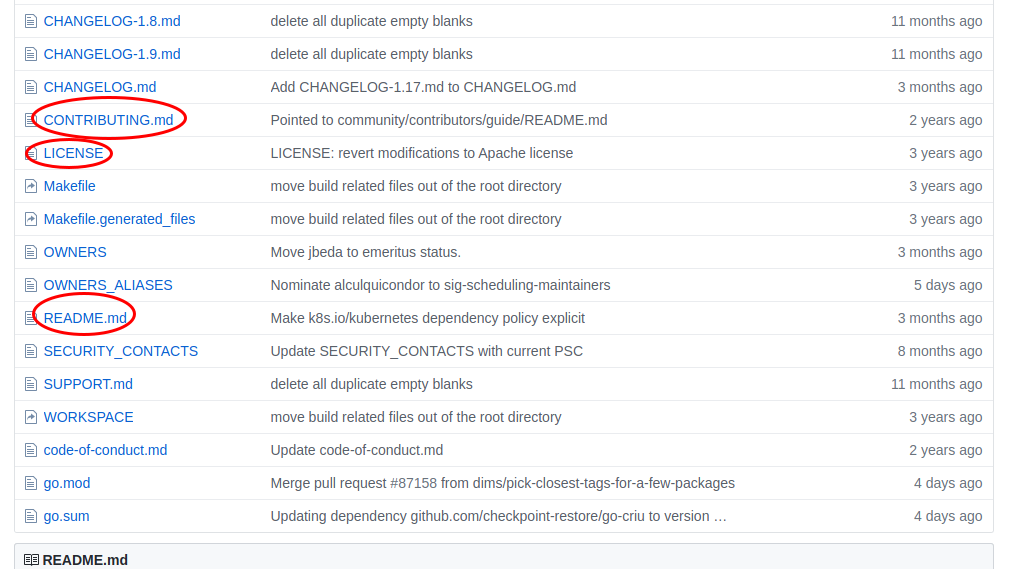 CHANGELOG-1.8.md delete all duplicate empty blanks 11 months ago
CHANGELOG-1.9.md delete all duplicate empty blanks 11 months ago
CHANGELOG.md Add CHANGELOG-1.17.md to CHANGELOG.md 3 months ago
CONTRIBUTING.md Pointed to community/contributors/guide/README.md 2 years ago
LICENSE LICENSE: revert modifications to Apache license 3 years ago
Makefile move build related files out of the root directory 3 years ago
Makefile.generated_files move build related files out of the root directory 3 years ago
OWNERS Move jbeda to emeritus status. 3 months ago
OWNERS_ALIASES Nominate alculquicondor to sig-scheduling-maintainers 5 days ago
README.md Make k8s.io/kubernetes dependency policy explicit 3 months ago
SECURITY_CONTACTS Update SECURITY_CONTACTS with current PSC 8 months ago
SUPPORT.md delete all duplicate empty blanks 11 months ago
WORKSPACE move build related files out of the root directory 3 years ago
code-of-conduct.md Update code-of-conduct.md 2 years ago
go.mod Merge pull request #87158 from dims/pick-closest-tags-for-a-few-packages 4 days ago
go.sum Updating dependency github.com/checkpoint-restore/go-criu to version … 4 days ago
README.md